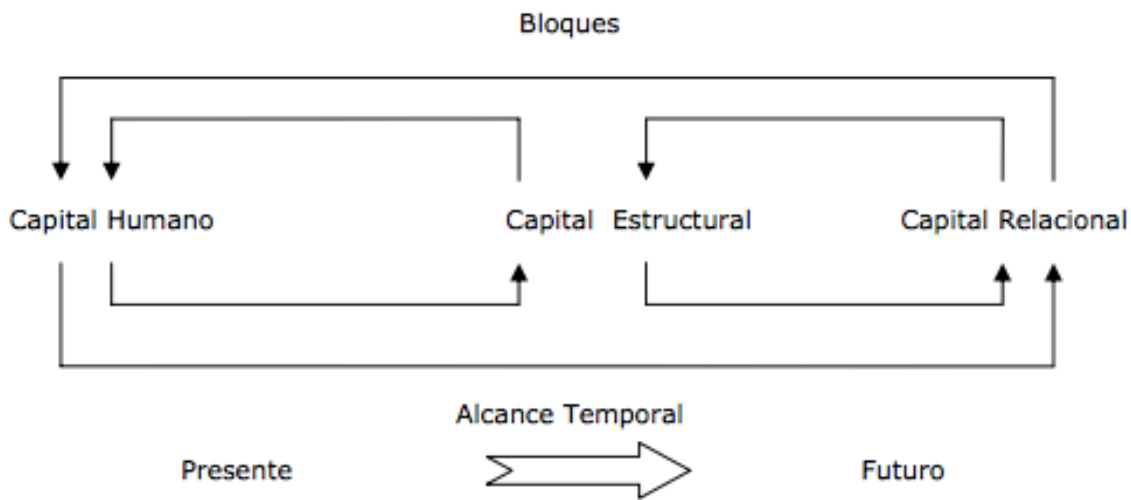 Bloques
Capital Humano
Capital Estructural
Capital Relacional
Alcance Temporal
Presente
Futuro